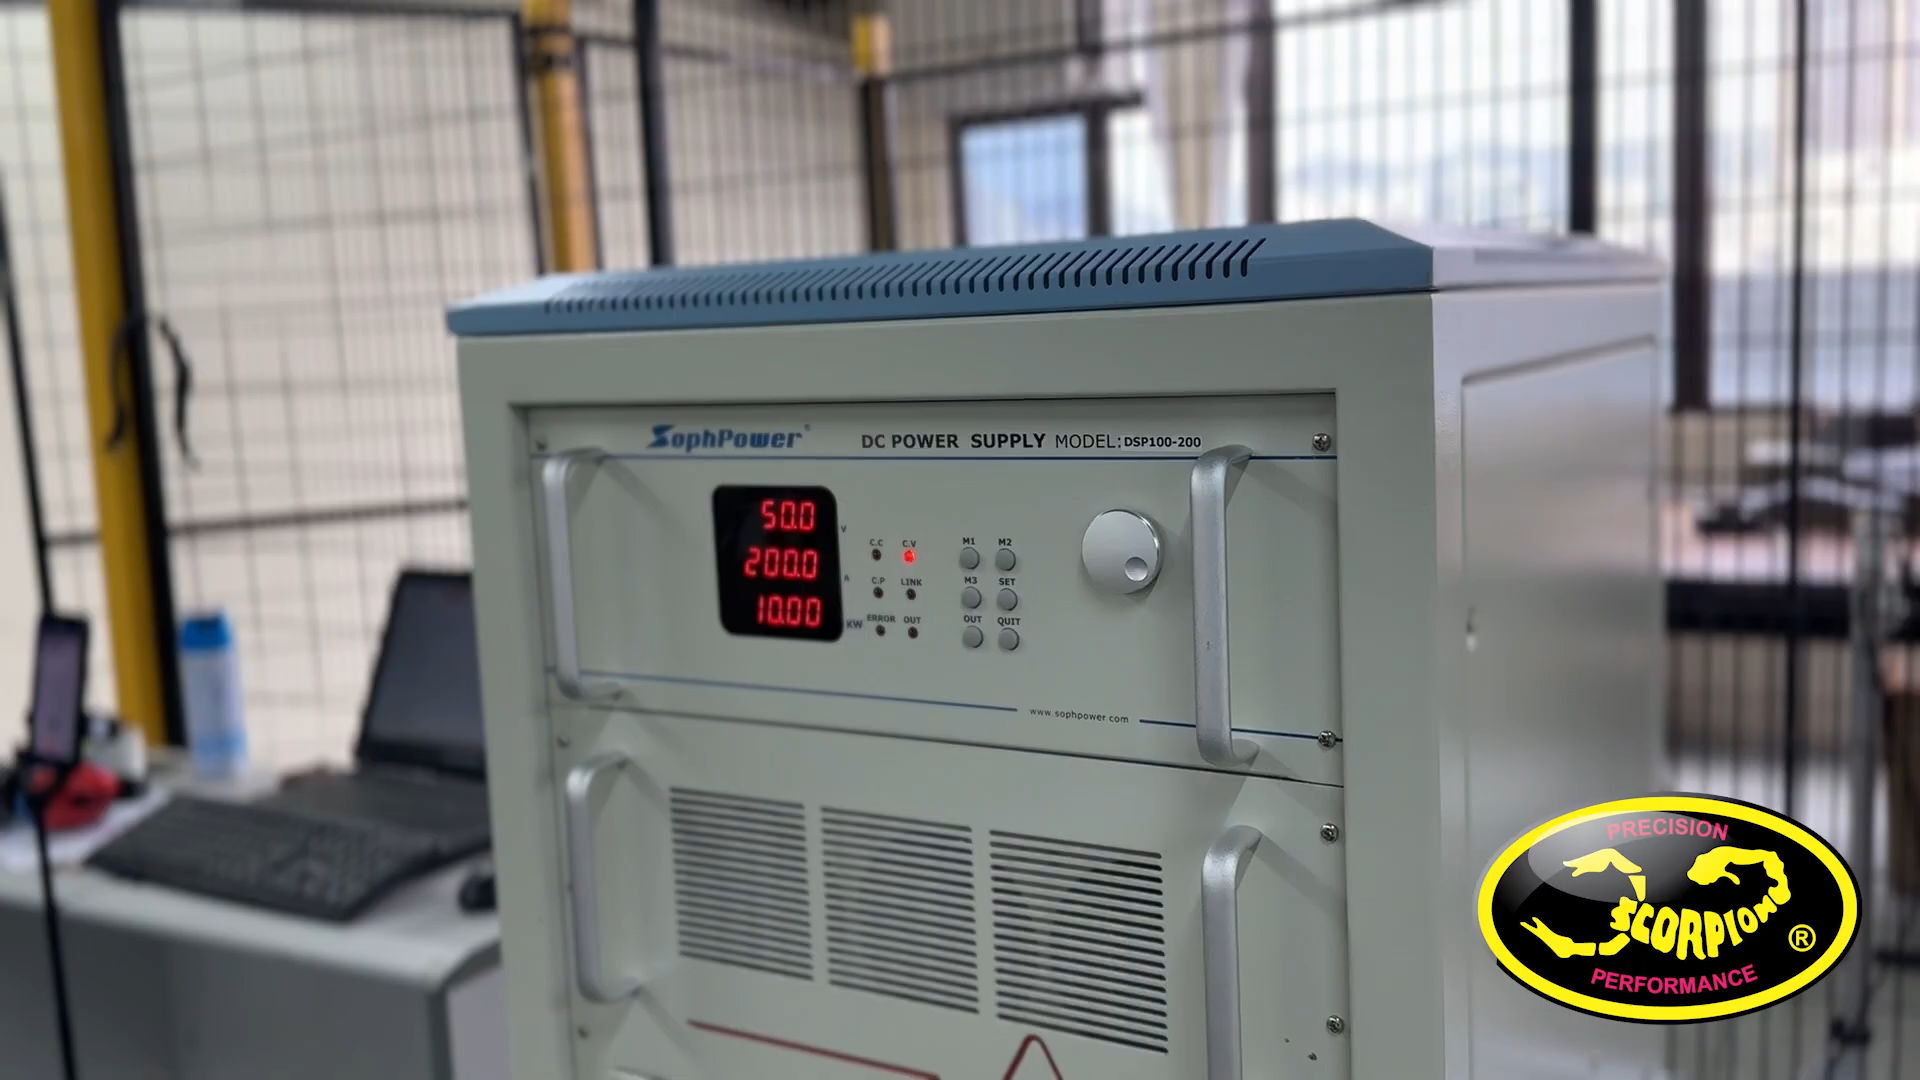 SophPower®
DC POWER SUPPLY MODEL: DSP100-200
50.0 V
200.0 A
10.00 KW
C.C C.V
C.P LINK
ERROR OUT
M1 M2
M3 SET
OUT QUIT
www.sophpower.com
PRECISION
SCORPION
®
PERFORMANCE